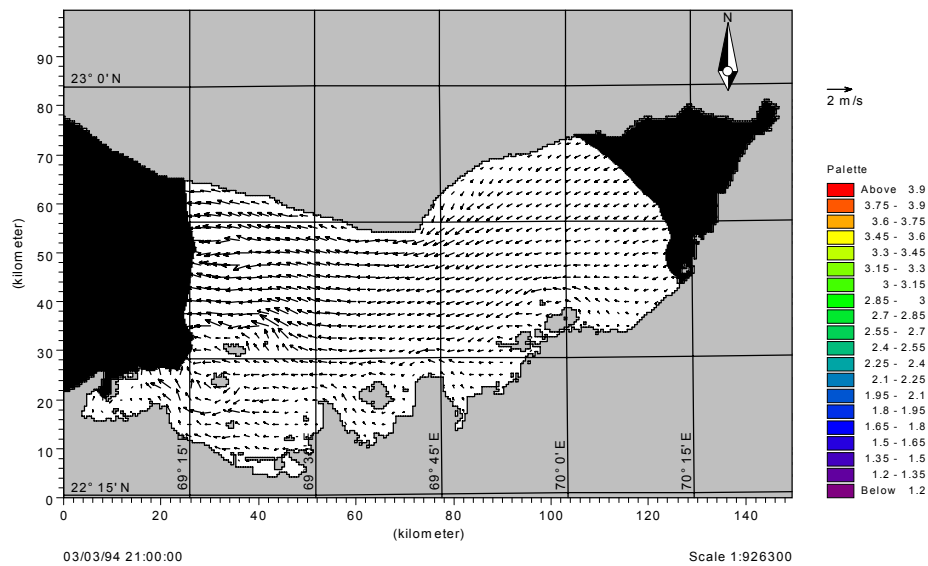 N
90
80
70
60
50
40
30
20
10
0
(kilometer)
23° 0' N
22° 15' N
69° 15'
69° 3
69° 45' E
70° 0' E
70° 15' E
0 20 40 60 80 100 120 140
(kilometer)
03/03/94 21:00:00
Scale 1:926300
2 m/s
Palette
Above 3.9
3.75 - 3.9
3.6 - 3.75
3.45 - 3.6
3.3 - 3.45
3.15 - 3.3
3 - 3.15
2.85 - 3
2.7 - 2.85
2.55 - 2.7
2.4 - 2.55
2.25 - 2.4
2.1 - 2.25
1.95 - 2.1
1.8 - 1.95
1.65 - 1.8
1.5 - 1.65
1.35 - 1.5
1.2 - 1.35
Below 1.2